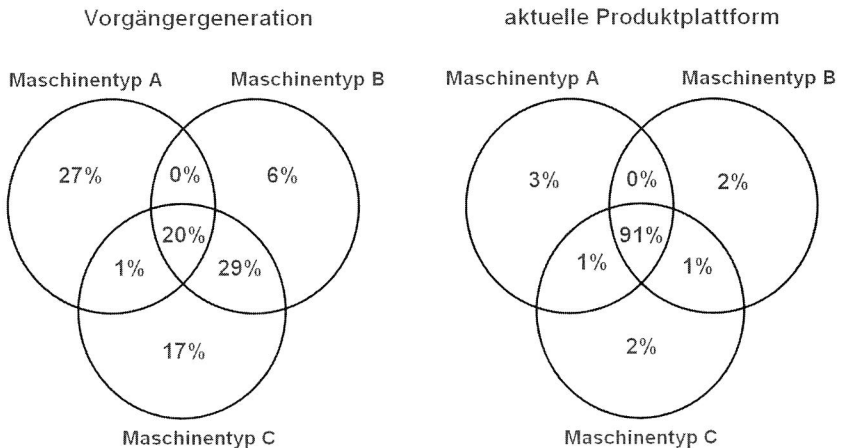 Vorgängergeneration
Maschinentyp A
Maschinentyp B
27%
0%
6%
20%
1%
29%
17%
Maschinentyp C
aktuelle Produktplattform
Maschinentyp A
Maschinentyp B
3%
0%
2%
91%
1%
1%
2%
Maschinentyp C